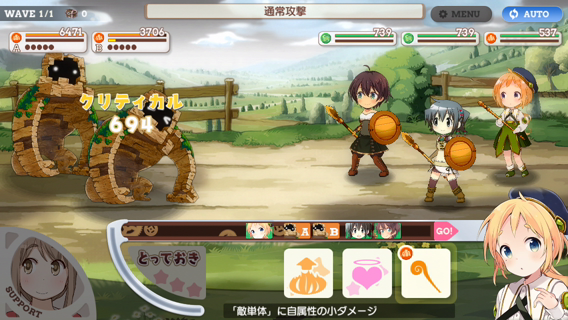 WAVE 1/1
0
通常攻撃
MENU
AUTO
6471
A
3706
B
739
739
537
クリティカル
694
A
B
GO!
とっておき
SUPPORT
「敵単体」に自属性の小ダメージ